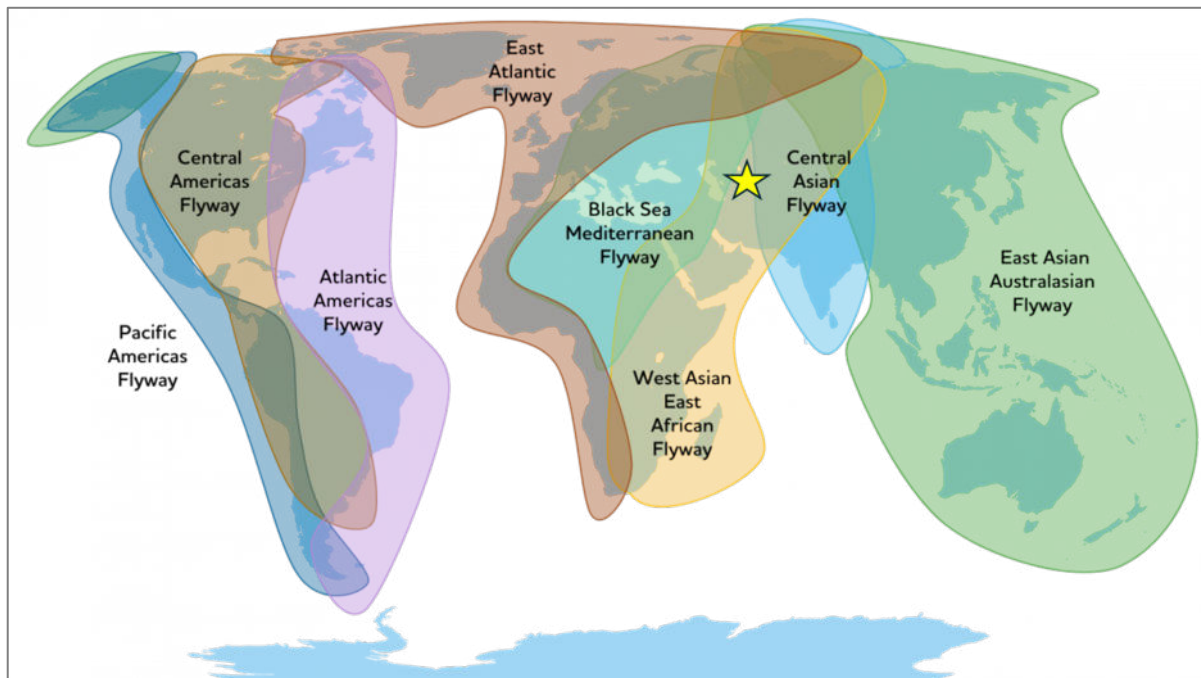 East
Atlantic
Flyway
Central
Americas
Flyway
Central
Asian
Flyway
Black Sea
Mediterranean
Flyway
East Asian
Australasian
Flyway
Atlantic
Americas
Flyway
Pacific
Americas
Flyway
West Asian
East
African
Flyway